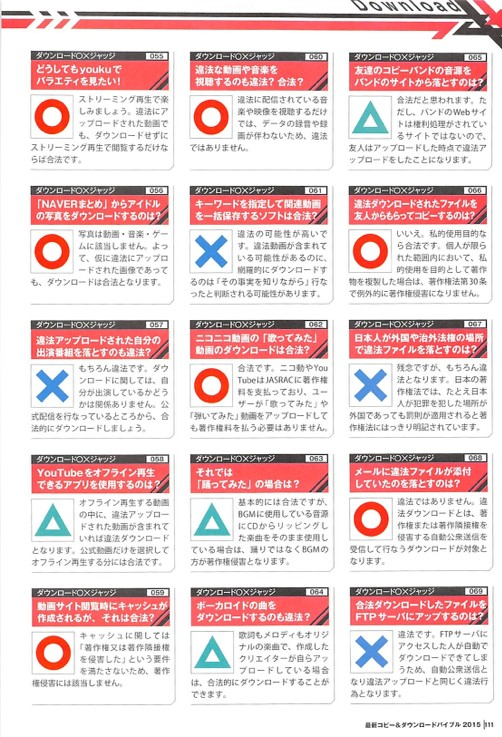 Download
ダウンロード○×ジャッジ 055
どうしてもyoukuで
バラエティを見たい!
ストリーミング再生で楽
しみましょう。違法にア
ップロードされた動画で
も、ダウンロードせずに
ストリーミング再生で閲覧するだけな
らば合法です。
ダウンロード○×ジャッジ 056
「NAVERまとめ」からアイドル
の写真をダウンロードするのは?
写真は動画・音楽・ゲー
ムに該当しません。よっ
て、仮に違法にアップロ
ードされた画像であって
も、ダウンロードは合法となります。
ダウンロード○×ジャッジ 057
違法アップロードされた自分の
出演番組を落とすのも違法?
もちろん違法です。ダウ
ンロードに関しては、自
分が出演しているかどう
かは関係ありません。公
式配信を行なっているところから、合
法的にダウンロードしましょう。
ダウンロード○×ジャッジ 058
YouTubeをオフライン再生
できるアプリを使用するのは?
オフライン再生する動画
の中に、違法アップロー
ドされた動画が含まれて
いれば違法ダウンロード
となります。公式動画だけを選択して
オフライン再生する分には合法です。
ダウンロード○×ジャッジ 059
動画サイト閲覧時にキャッシュが
作成されるが、それは合法?
キャッシュに関しては
「著作権又は著作隣接権
を侵害した」という要件
を満たさないため、著作
権侵害には該当しません。
ダウンロード○×ジャッジ 060
違法な動画や音楽を
視聴するのも違法? 合法?
違法に配信されている音
楽や映像を視聴するだけ
では、データの録音や録
画が伴わないため、違法
ではありません。
ダウンロード○×ジャッジ 061
キーワードを指定して関連動画
を一括保存するソフトは合法?
違法の可能性が高いで
す。違法動画が含まれて
いる可能性があるのに、
網羅的にダウンロードす
るのは「その事実を知りながら」行な
ったと判断される可能性があります。
ダウンロード○×ジャッジ 062
ニコニコ動画の「歌ってみた」
動画のダウンロードは合法?
合法です。ニコ動やYou
TubeはJASRACに著作権
料を支払っており、ユー
ザーが「歌ってみた」や
「弾いてみた」動画をアップロードして
も著作権料を払う必要はありません。
ダウンロード○×ジャッジ 063
それでは
「踊ってみた」の場合は?
基本的には合法ですが、
BGMに使用している音源
にCDからリッピングし
た楽曲をそのまま使用し
ている場合は、踊りではなくBGMの
方が著作権侵害となります。
ダウンロード○×ジャッジ 064
ボーカロイドの曲を
ダウンロードするのも違法?
歌詞もメロディもオリジ
ナルの楽曲で、作成した
クリエイターが自らアッ
プロードしている場合
は、合法的にダウンロードすることが
できます。
ダウンロード○×ジャッジ 065
友達のコピーバンドの音源を
バンドのサイトから落とすのは?
合法だと思われます。た
だし、バンドのWebサイ
トは権利処理がされてい
るサイトではないので、
友人はアップロードした時点で違法ア
ップロードをしたことになります。
ダウンロード○×ジャッジ 066
違法ダウンロードされたファイルを
友人からもらってコピーするのは?
いいえ。私的使用目的な
ら合法です。個人が限ら
れた範囲内において、私
的使用を目的として著作
物を複製した場合は、著作権法第30条
で例外的に著作権侵害になりません。
ダウンロード○×ジャッジ 067
日本人が外国や治外法権の場所
で違法ファイルを落とすのは?
残念ですが、もちろん違
法となります。日本の著
作権法では、たとえ日本
人が犯罪を犯した場所が
外国であっても罰則が適用されると著
作権法にはっきり明記されています。
ダウンロード○×ジャッジ 068
メールに違法ファイルが添付
していたのを落とすのは?
違法ではありません。違
法ダウンロードとは、著
作権または著作隣接権を
侵害する自動公衆送信を
受信して行なうダウンロードが対象と
なります。
ダウンロード○×ジャッジ 069
合法ダウンロードしたファイルを
FTPサーバにアップするのは?
違法です。FTPサーバに
アクセスした人が自動で
ダウンロードできてしま
うため、自動公衆送信と
なり違法アップロードと同じく違法行
為となります。
最新コピー&ダウンロードバイブル 2015 |111